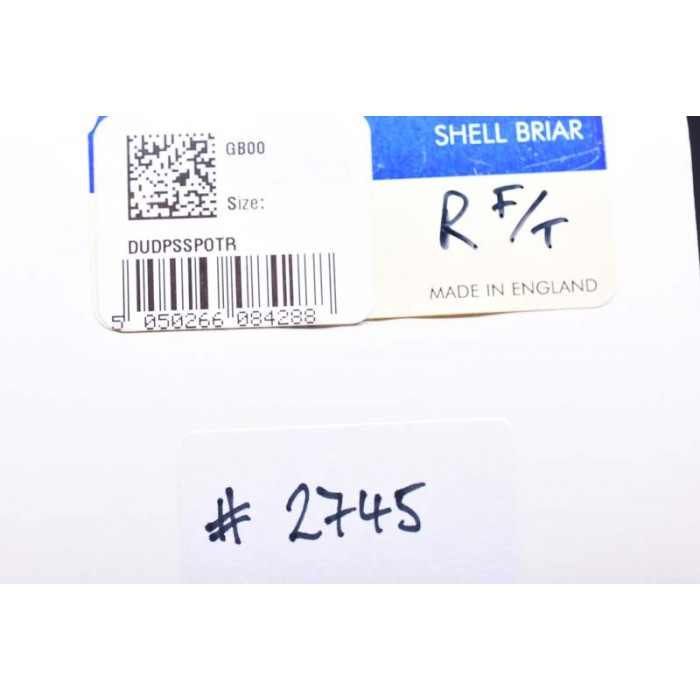 SHELL BRIAR
GB00
Size:
R F/T
DUDPSSPOTR
MADE IN ENGLAND
5 050266 084288
# 2745